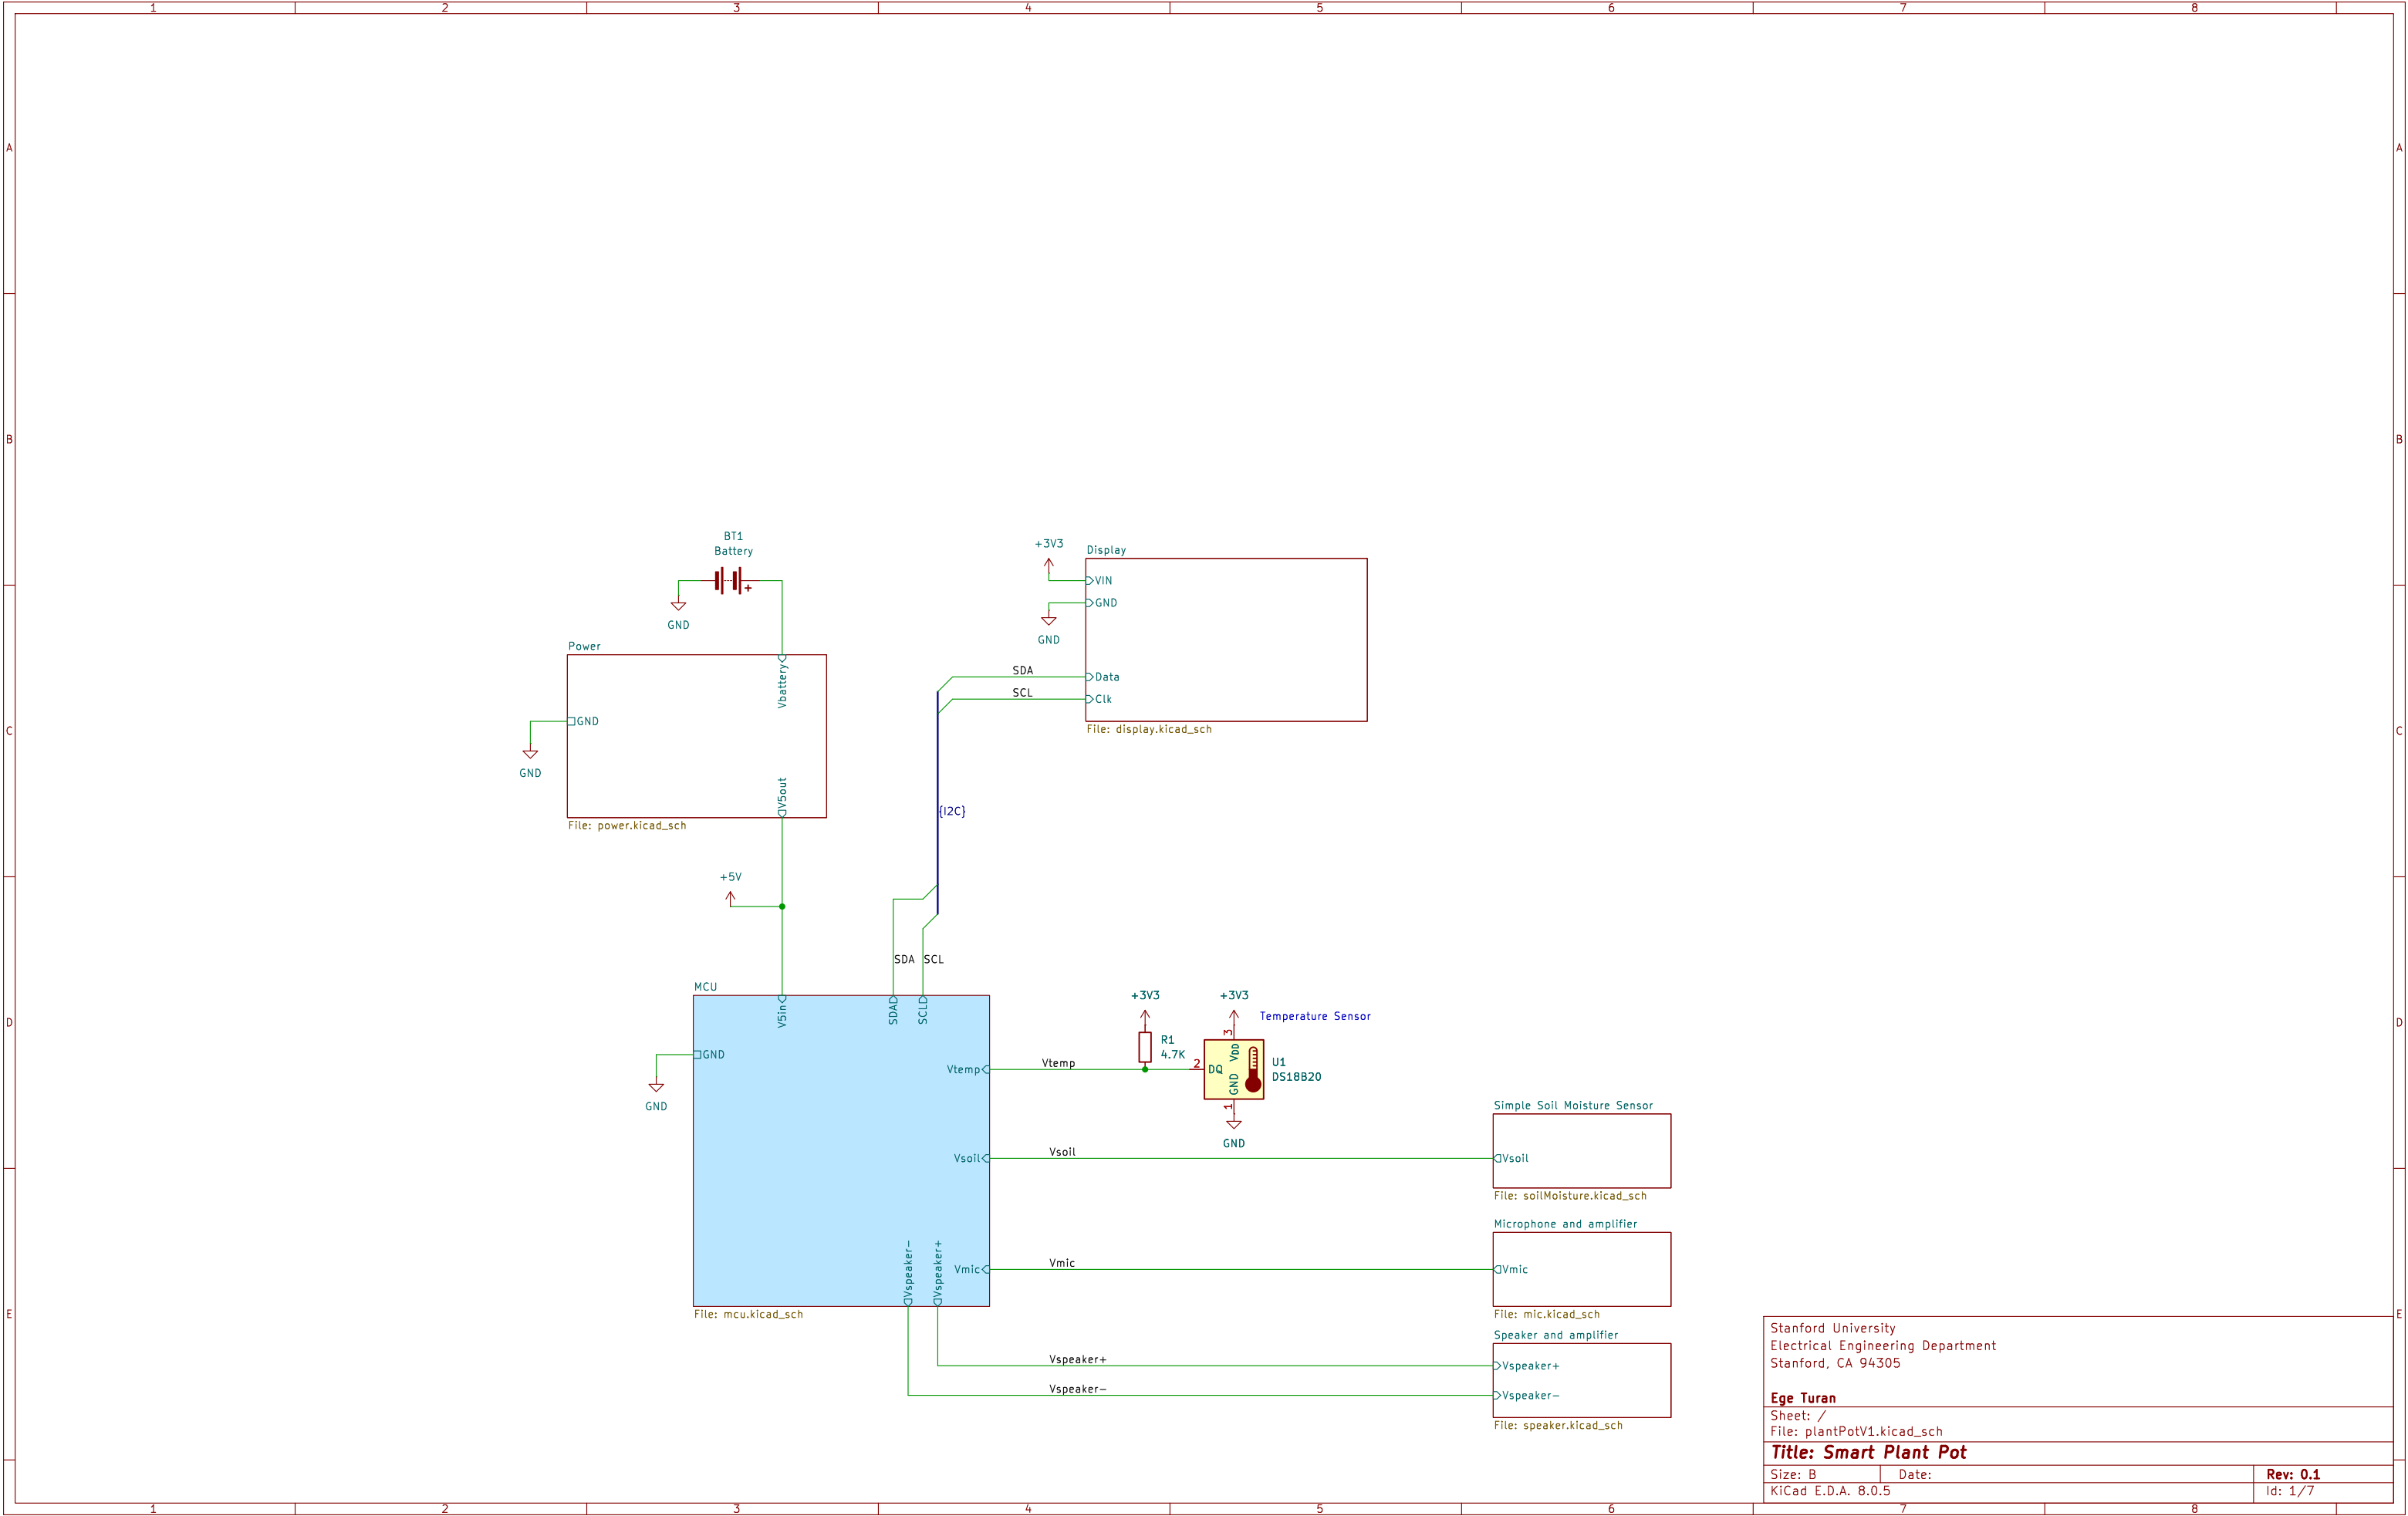 1 2 3 4 5 6 7 8
A A
B B
BT1
Battery
+
GND
+3V3
Display
VIN
GND
GND
SDA
Data
SCL
Clk
File: display.kicad_sch
Power
Vbattery
GND
GND
V5out
File: power.kicad_sch
C C
{I2C}
+5V
SDA SCL
MCU
V5in
SDA
SCL
GND
GND
Vtemp
Vtemp
+3V3
R1
4.7K
+3V3
Temperature Sensor
3
VDD
2
DQ
GND
1
U1
DS18B20
GND
D D
Vsoil
Vsoil
Simple Soil Moisture Sensor
Vsoil
File: soilMoisture.kicad_sch
Vmic
Vmic
Microphone and amplifier
Vmic
File: mic.kicad_sch
Vspeaker-
Vspeaker+
File: mcu.kicad_sch
E E
Speaker and amplifier
Vspeaker+
Vspeaker+
Vspeaker-
Vspeaker-
File: speaker.kicad_sch
Stanford University
Electrical Engineering Department
Stanford, CA 94305
Ege Turan
Sheet: /
File: plantPotV1.kicad_sch
Title: Smart Plant Pot
Size: B Date: Rev: 0.1
KiCad E.D.A. 8.0.5 Id: 1/7
1 2 3 4 5 6 7 8